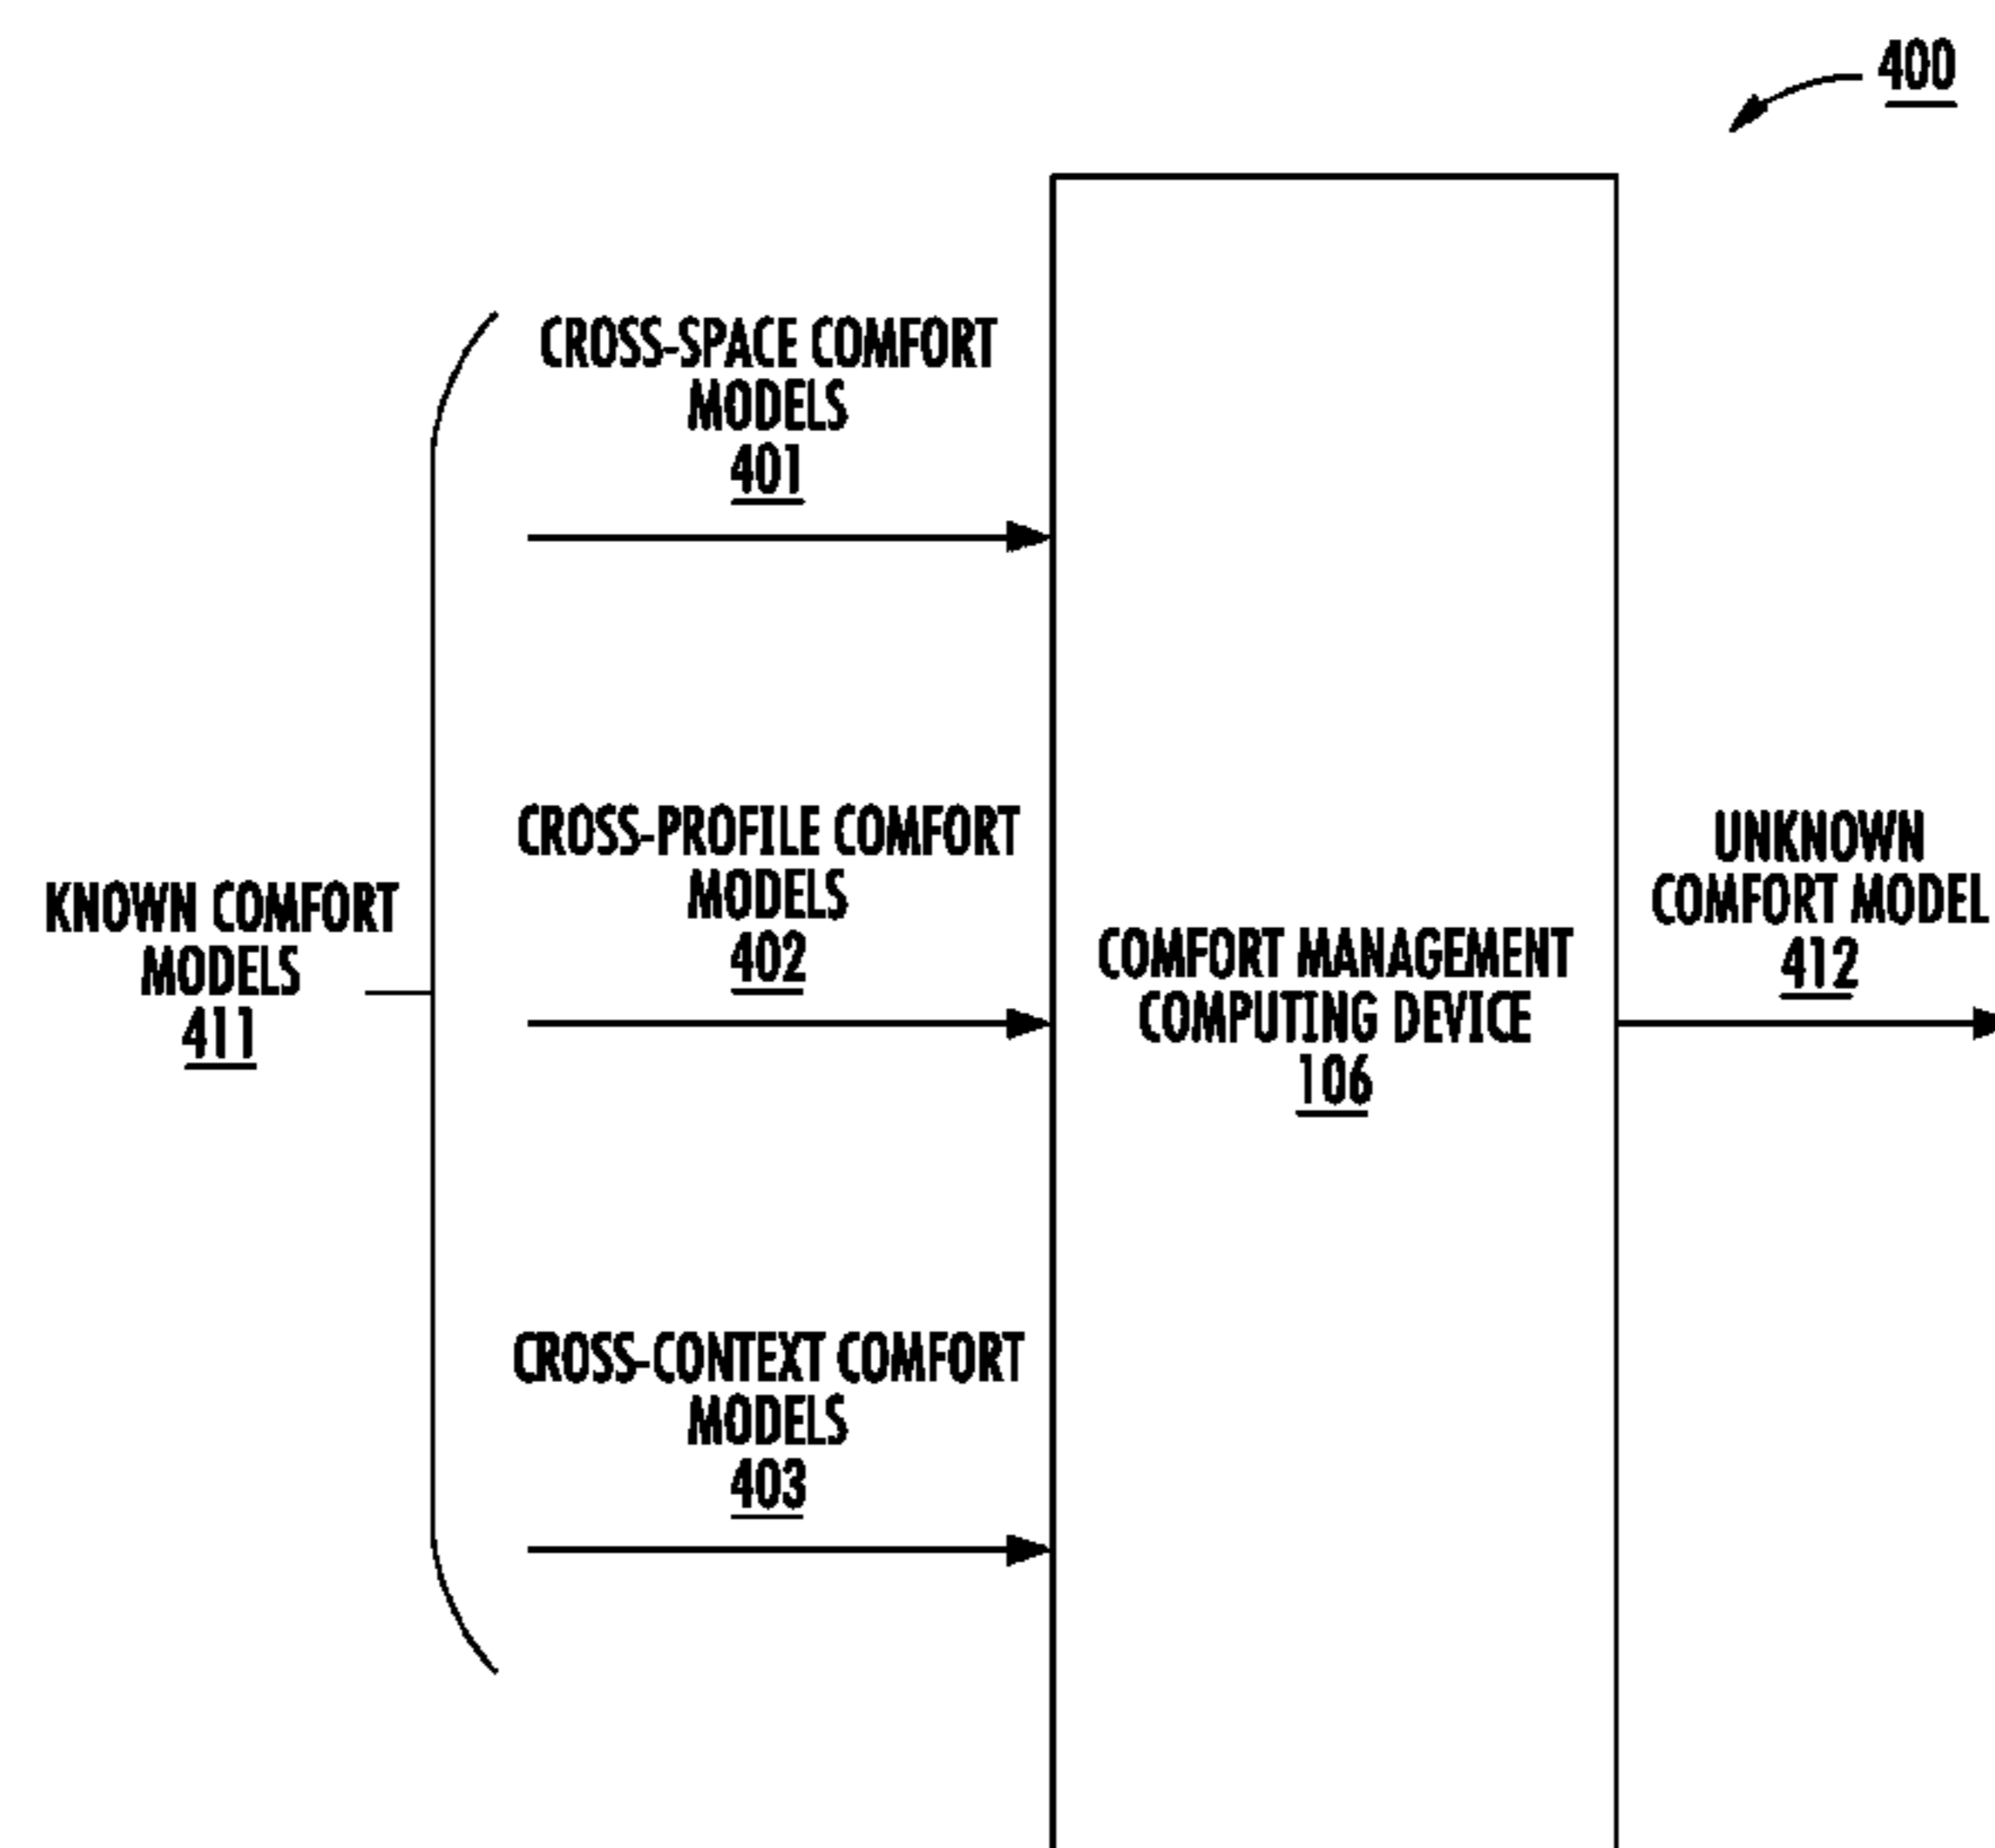 400
CROSS-SPACE COMFORT
MODELS
401
CROSS-PROFILE COMFORT
MODELS
402
CROSS-CONTEXT COMFORT
MODELS
403
KNOWN COMFORT
MODELS
411
COMFORT MANAGEMENT
COMPUTING DEVICE
106
UNKNOWN
COMFORT MODEL
412